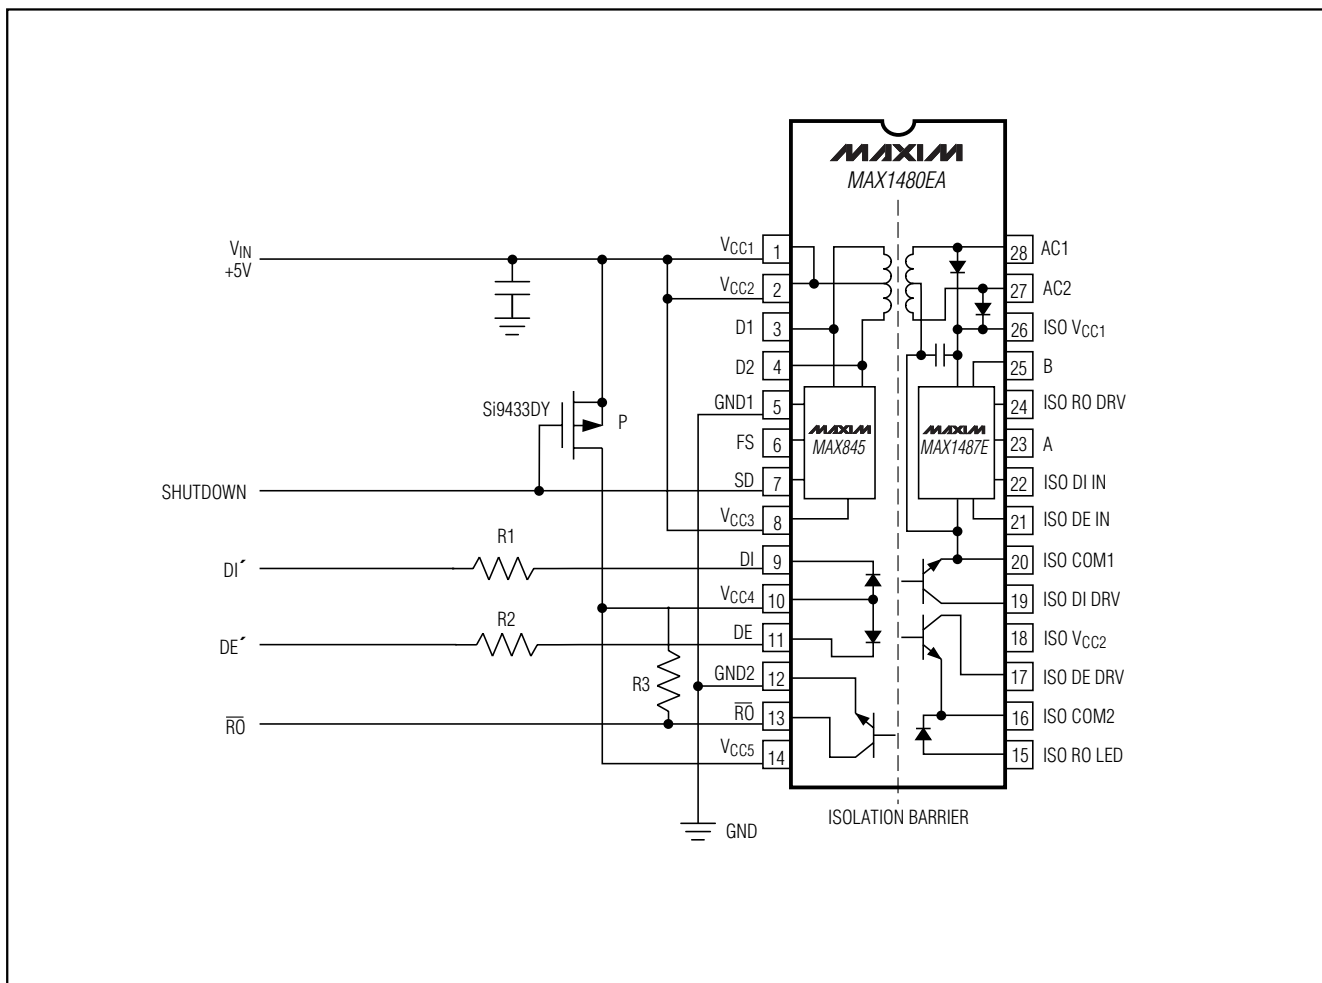 MAXIM
MAX1480EA
VIN
+5V
VCC1
1
VCC2
2
D1
3
D2
4
GND1
5
FS
6
SD
7
VCC3
8
DI
9
VCC4
10
DE
11
GND2
12
RO
13
VCC5
14
28
AC1
27
AC2
26
ISO VCC1
25
B
24
ISO RO DRV
23
A
22
ISO DI IN
21
ISO DE IN
20
ISO COM1
19
ISO DI DRV
18
ISO VCC2
17
ISO DE DRV
16
ISO COM2
15
ISO RO LED
MAXIM
MAX845
MAXIM
MAX1487E
Si9433DY
P
SHUTDOWN
R1
DI´
R2
DE´
R3
RO
GND
ISOLATION BARRIER